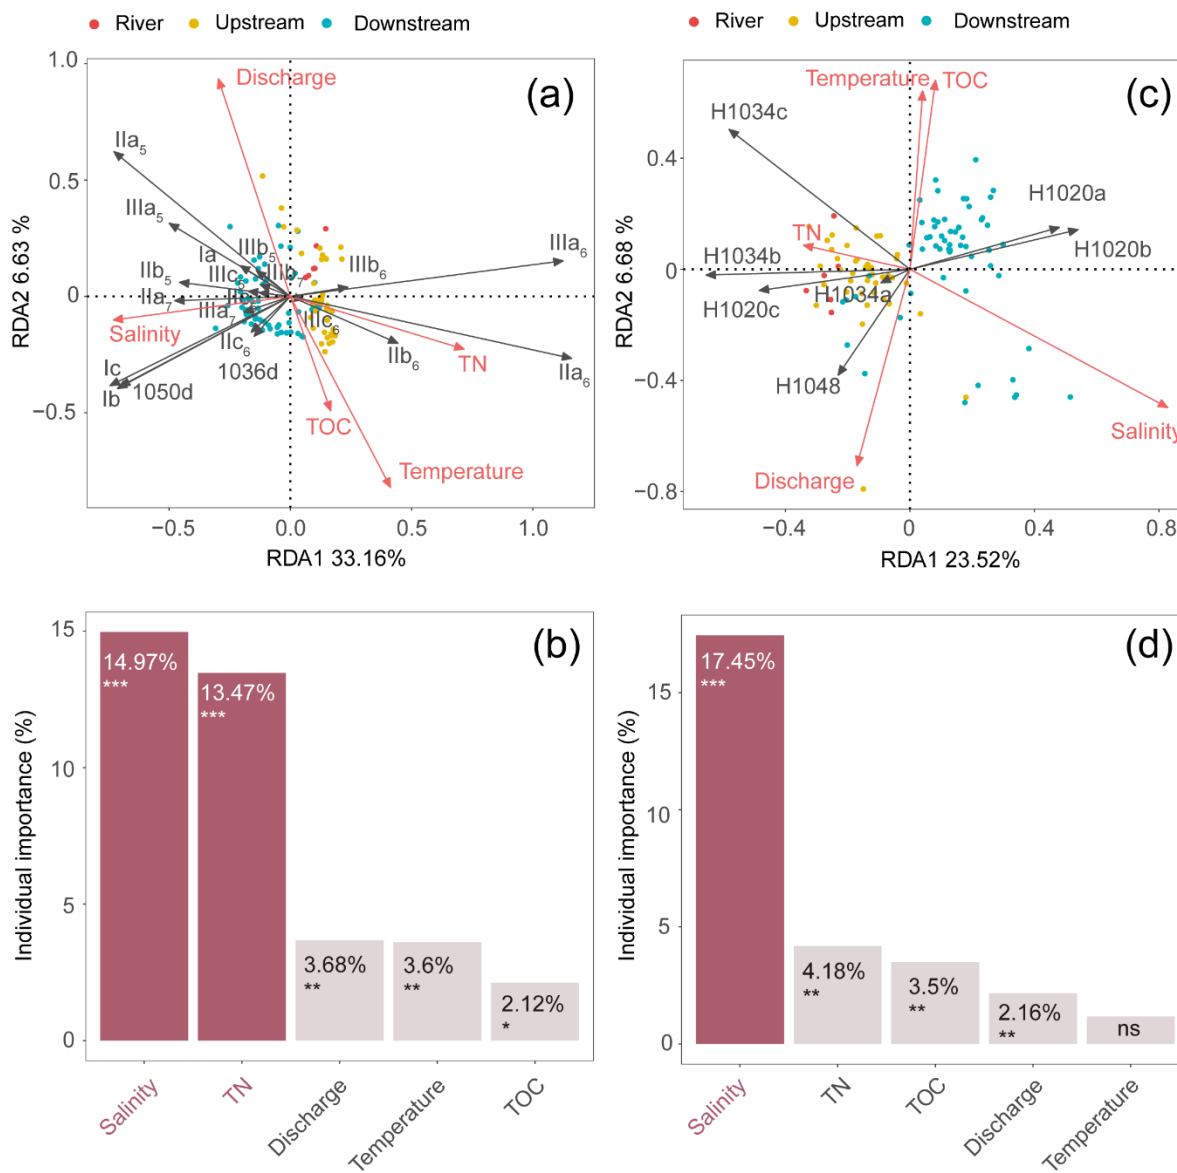 River Upstream Downstream
(a)
1.0
0.5
0
−0.5
RDA2 6.63 %
Discharge
IIa5
IIIa5
Ia
IIIb5
IIb5
IIIc5
IIIb7
IIIb6
IIIa6
IIa7
IIIa7
IIc6
IIIc6
IIb6
IIa6
Salinity
TN
Ic
Ib
1050d
1036d
TOC
Temperature
−0.5 0.0 0.5 1.0
RDA1 33.16%
River Upstream Downstream
(c)
0.4
0
−0.4
−0.8
RDA2 6.68 %
Temperature
TOC
H1034c
H1020a
H1020b
TN
H1034b
H1020c
H1034a
H1048
Discharge
Salinity
−0.4 0 0.4 0.8
RDA1 23.52%
(b)
15
10
5
0
Individual importance (%)
14.97%
***
13.47%
***
3.68%
**
3.6%
**
2.12%
*
Salinity TN Discharge Temperature TOC
(d)
15
10
5
0
Individual importance (%)
17.45%
***
4.18%
**
3.5%
**
2.16%
**
ns
Salinity TN TOC Discharge Temperature